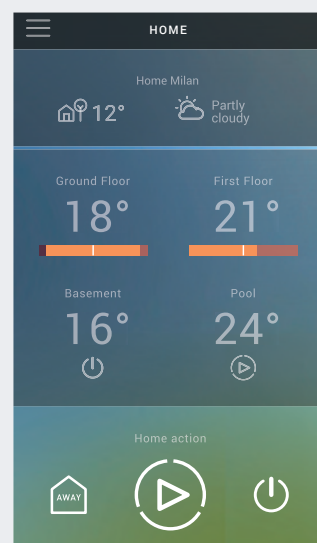 HOME
Home Milan
12°
Partly
cloudy
Ground Floor
First Floor
18°
21°
Basement
Pool
16°
24°
Home action
AWAY